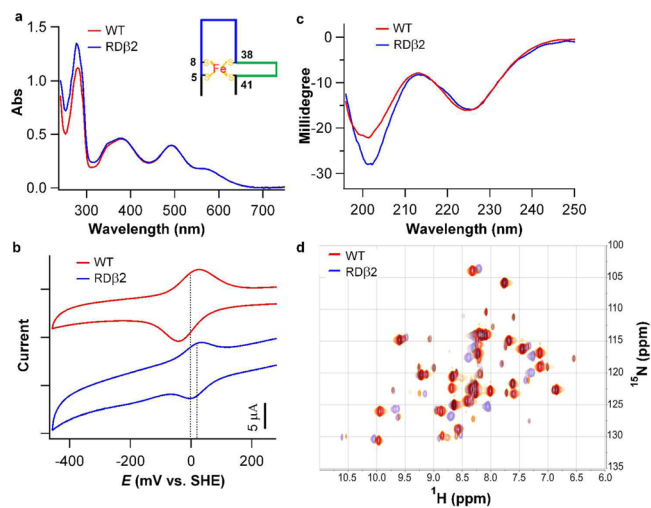 a
WT
RDβ2
8
5
38
41
S
S
Fe
S
S
1.5
1.0
0.5
0.0
Abs
300 400 500 600 700
Wavelength (nm)
c
WT
RDβ2
0
-10
-20
-30
Millidegree
200 210 220 230 240 250
Wavelength (nm)
b
WT
RDβ2
Current
5 µA
-400 -200 0 200
E (mV vs. SHE)
d
WT
RDβ2
100
105
110
115
120
125
130
135
¹⁵N (ppm)
10.5 10.0 9.5 9.0 8.5 8.0 7.5 7.0 6.5 6.0
¹H (ppm)